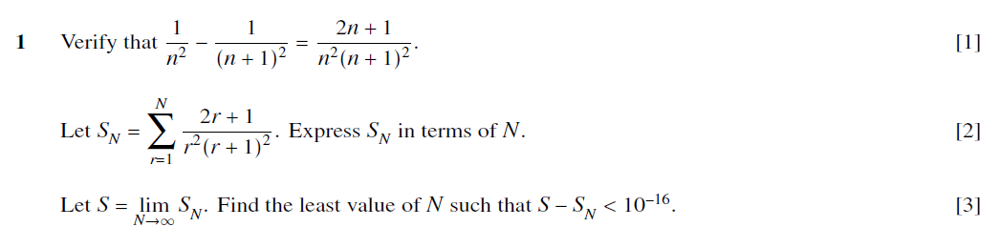 1 Verify that $\frac{1}{n^2} - \frac{1}{(n+1)^2} = \frac{2n+1}{n^2(n+1)^2}$. [1]
Let $S_N = \sum_{r=1}^{N} \frac{2r+1}{r^2(r+1)^2}$. Express $S_N$ in terms of $N$. [2]
Let $S = \lim_{N\to\infty} S_N$. Find the least value of $N$ such that $S - S_N < 10^{-16}$. [3]